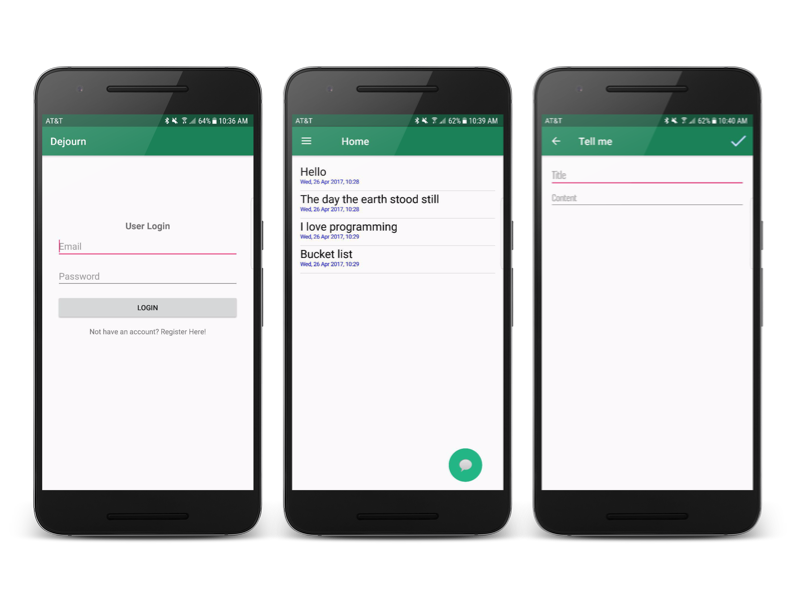 AT&T 64% 10:36 AM
Dejourn
User Login
Email
Password
LOGIN
Not have an account? Register Here!
AT&T 62% 10:39 AM
Home
Hello
Wed, 26 Apr 2017, 10:28
The day the earth stood still
Wed, 26 Apr 2017, 10:28
I love programming
Wed, 26 Apr 2017, 10:29
Bucket list
Wed, 26 Apr 2017, 10:29
AT&T 62% 10:40 AM
Tell me
Title
Content